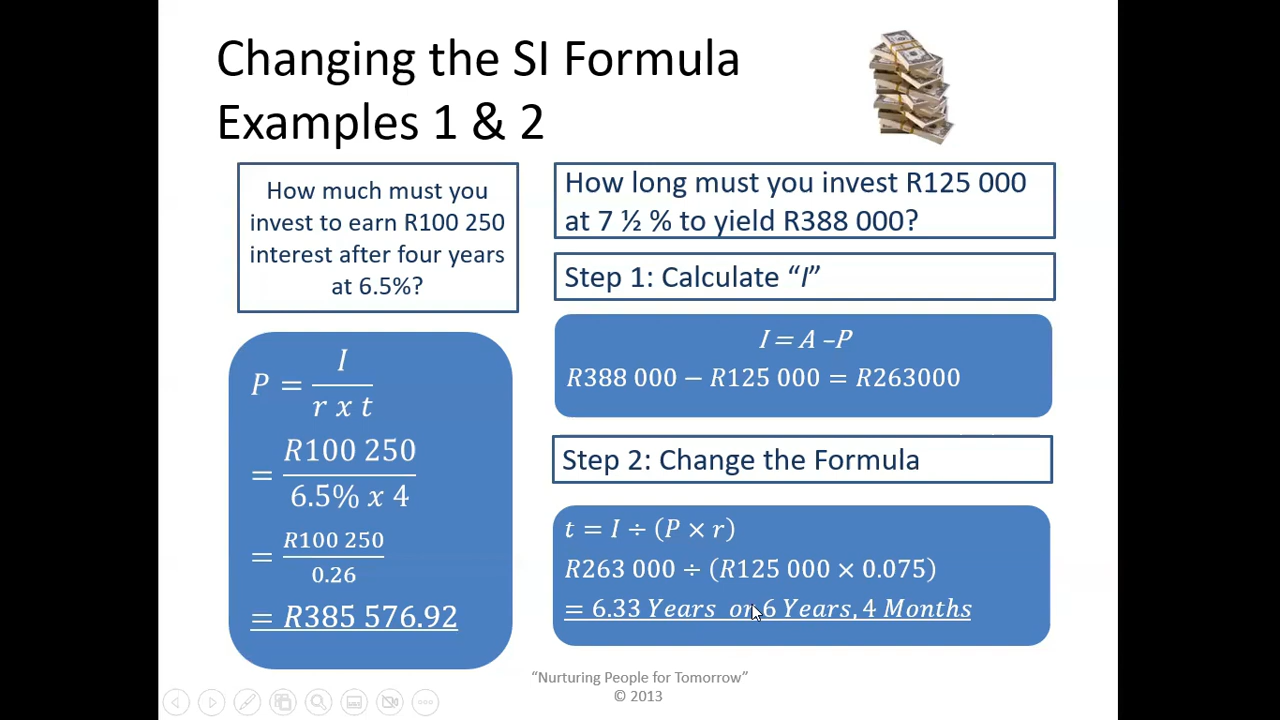 Changing the SI Formula
Examples 1 & 2
How much must you
invest to earn R100 250
interest after four years
at 6.5%?
P = I / r x t
= R100 250 / 6.5% x 4
= R100 250 / 0.26
= R385 576.92
How long must you invest R125 000
at 7 ½ % to yield R388 000?
Step 1: Calculate “I”
I = A –P
R388 000 − R125 000 = R263000
Step 2: Change the Formula
t = I ÷ (P × r)
R263 000 ÷ (R125 000 × 0.075)
= 6.33 Years or 6 Years, 4 Months
“Nurturing People for Tomorrow”
© 2013